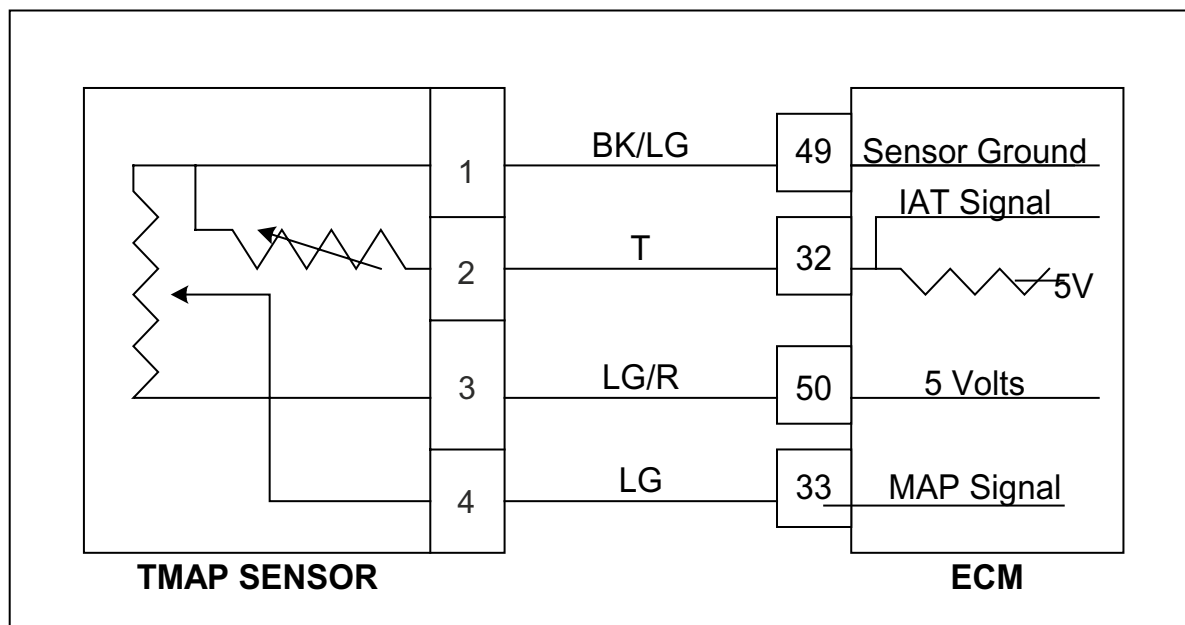 1
BK/LG
49
Sensor Ground
IAT Signal
2
T
32
5V
3
LG/R
50
5 Volts
4
LG
33
MAP Signal
TMAP SENSOR
ECM